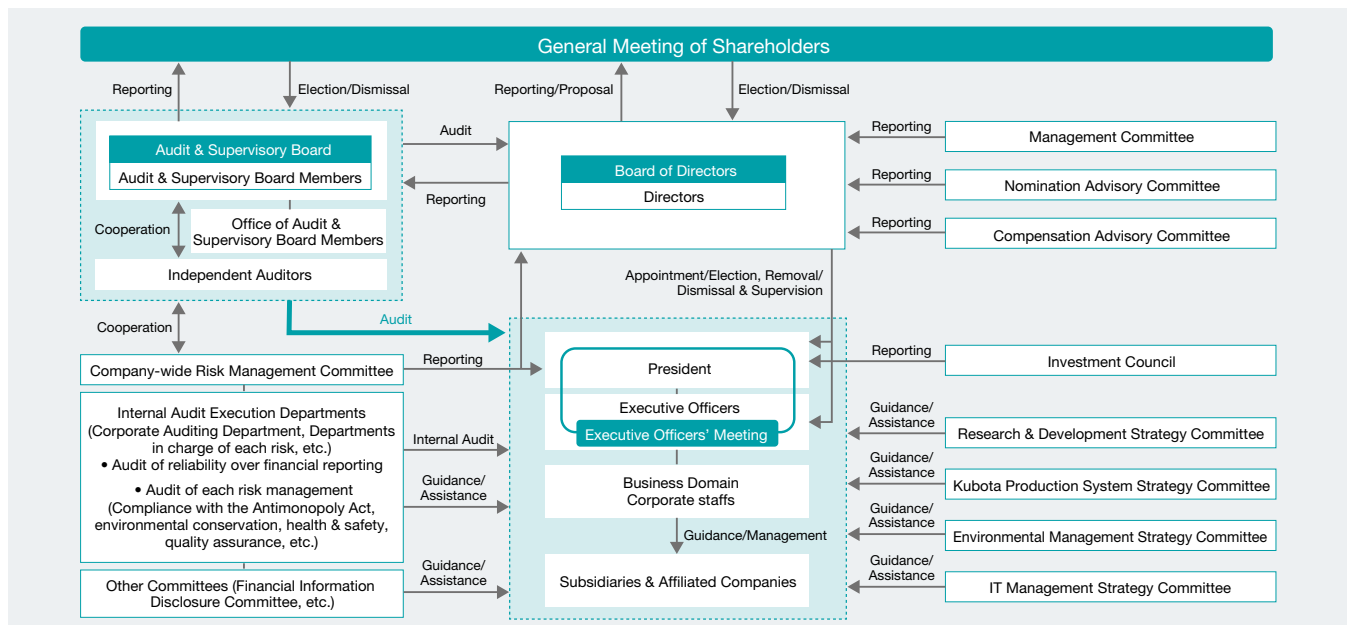 General Meeting of Shareholders
Reporting
Election/Dismissal
Reporting/Proposal
Election/Dismissal
Audit & Supervisory Board
Audit & Supervisory Board Members
Cooperation
Office of Audit &
Supervisory Board Members
Independent Auditors
Audit
Reporting
Board of Directors
Directors
Reporting
Management Committee
Reporting
Nomination Advisory Committee
Reporting
Compensation Advisory Committee
Appointment/Election, Removal/
Dismissal & Supervision
Cooperation
Audit
Company-wide Risk Management Committee
Reporting
President
Executive Officers
Executive Officers' Meeting
Reporting
Investment Council
Internal Audit Execution Departments
(Corporate Auditing Department, Departments
in charge of each risk, etc.)
• Audit of reliability over financial reporting
• Audit of each risk management
(Compliance with the Antimonopoly Act,
environmental conservation, health & safety,
quality assurance, etc.)
Internal Audit
Guidance/
Assistance
Business Domain
Corporate staffs
Guidance/Management
Guidance/
Assistance
Research & Development Strategy Committee
Guidance/
Assistance
Kubota Production System Strategy Committee
Guidance/
Assistance
Environmental Management Strategy Committee
Other Committees (Financial Information
Disclosure Committee, etc.)
Guidance/
Assistance
Subsidiaries & Affiliated Companies
Guidance/
Assistance
IT Management Strategy Committee